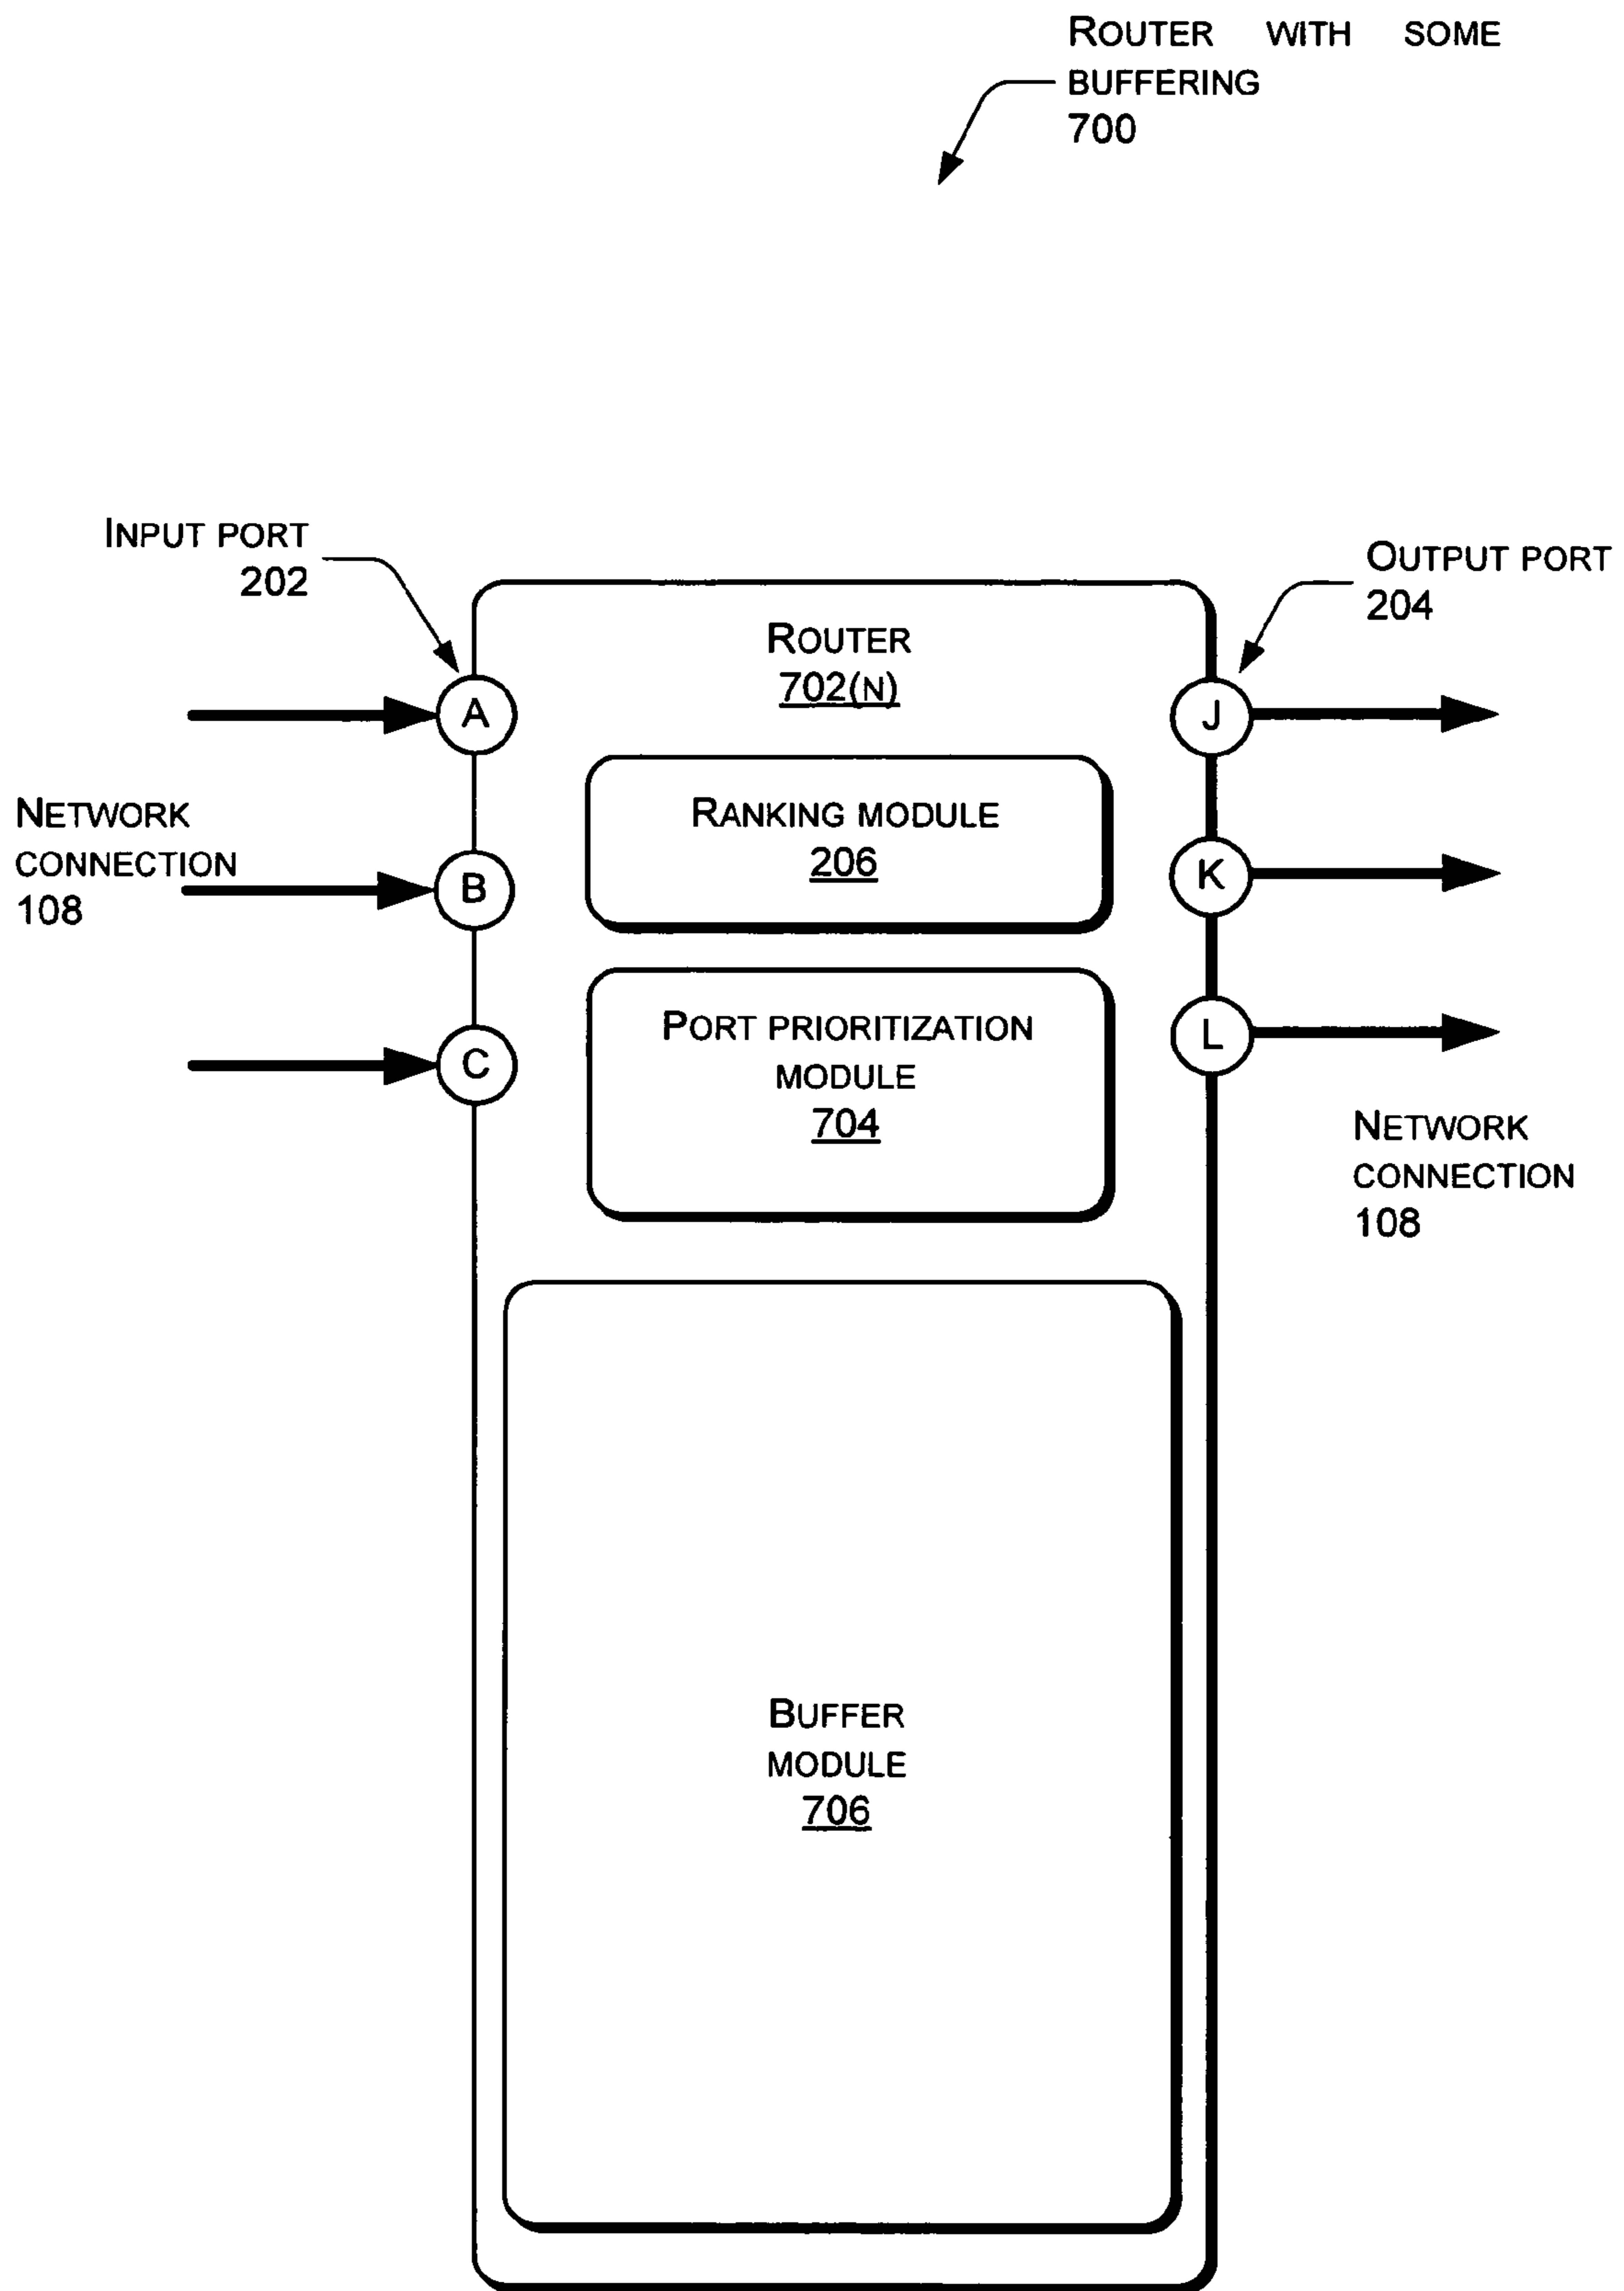 ROUTER WITH SOME
BUFFERING
700
INPUT PORT
202
OUTPUT PORT
204
ROUTER
702(N)
A
J
RANKING MODULE
206
NETWORK
CONNECTION
108
B
K
PORT PRIORITIZATION
MODULE
704
C
L
NETWORK
CONNECTION
108
BUFFER
MODULE
706